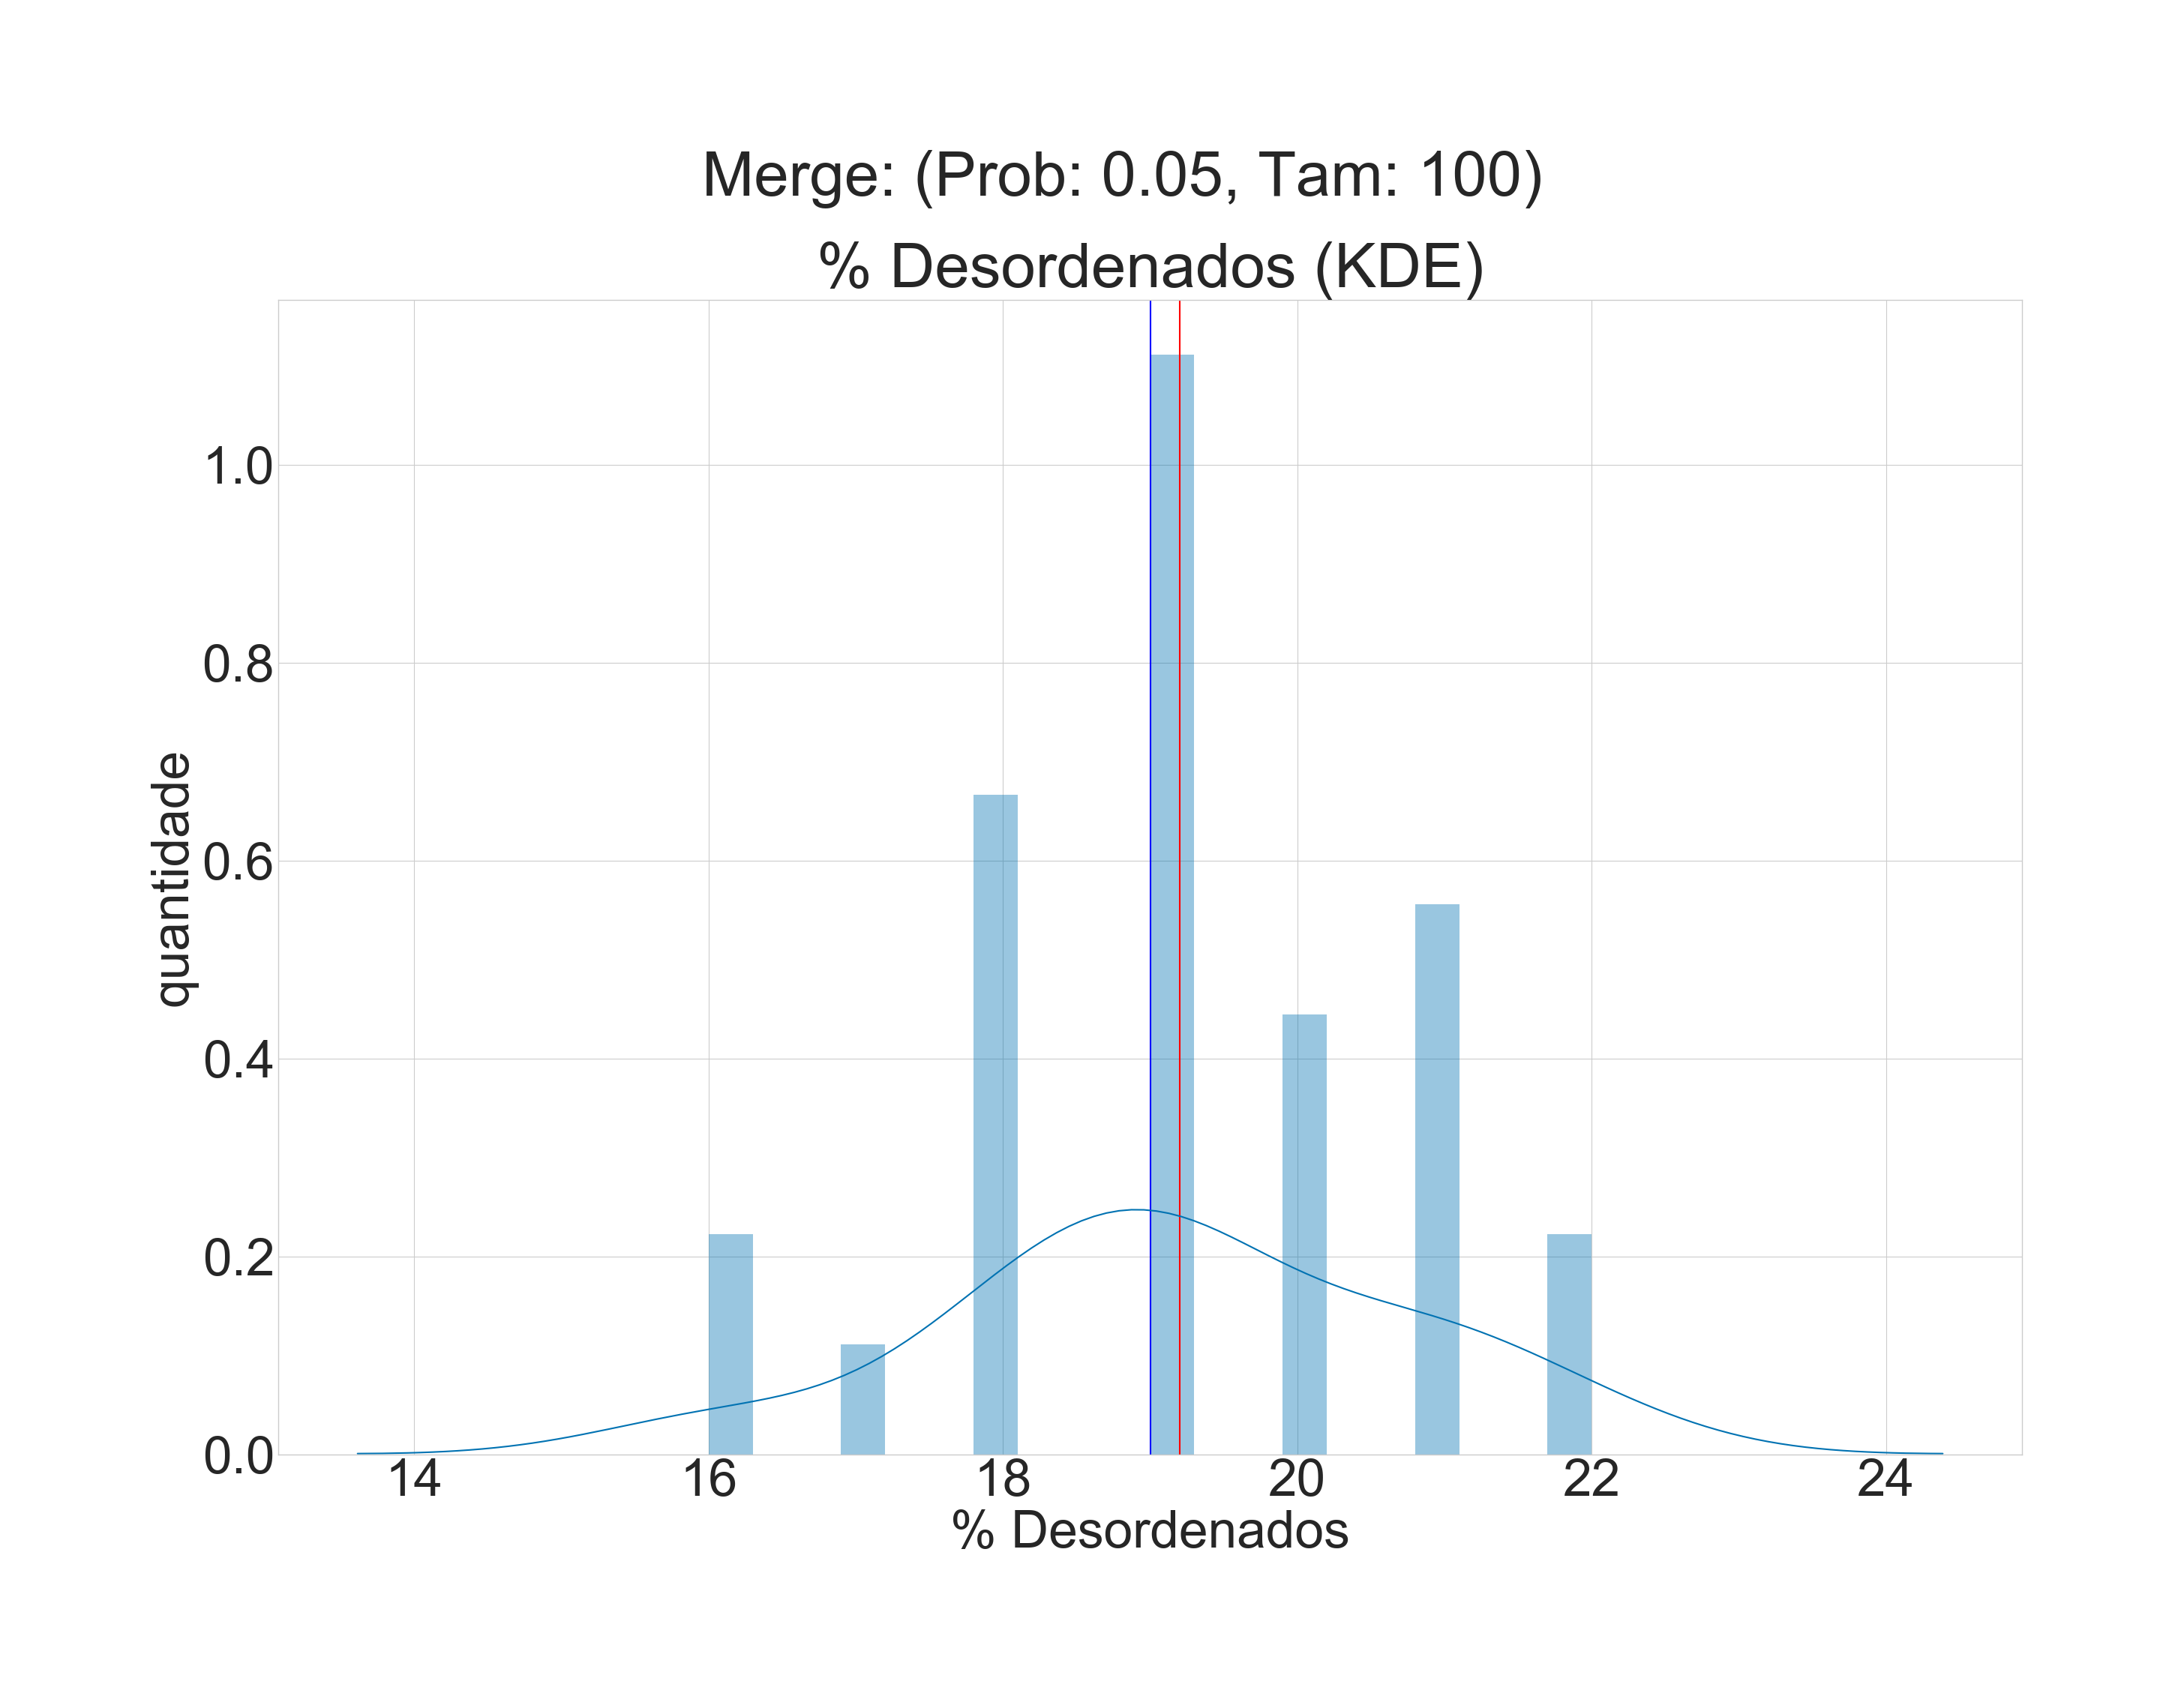 Merge: (Prob: 0.05, Tam: 100)
% Desordenados (KDE)
quantidade
1.0
0.8
0.6
0.4
0.2
0.0
14 16 18 20 22 24
% Desordenados